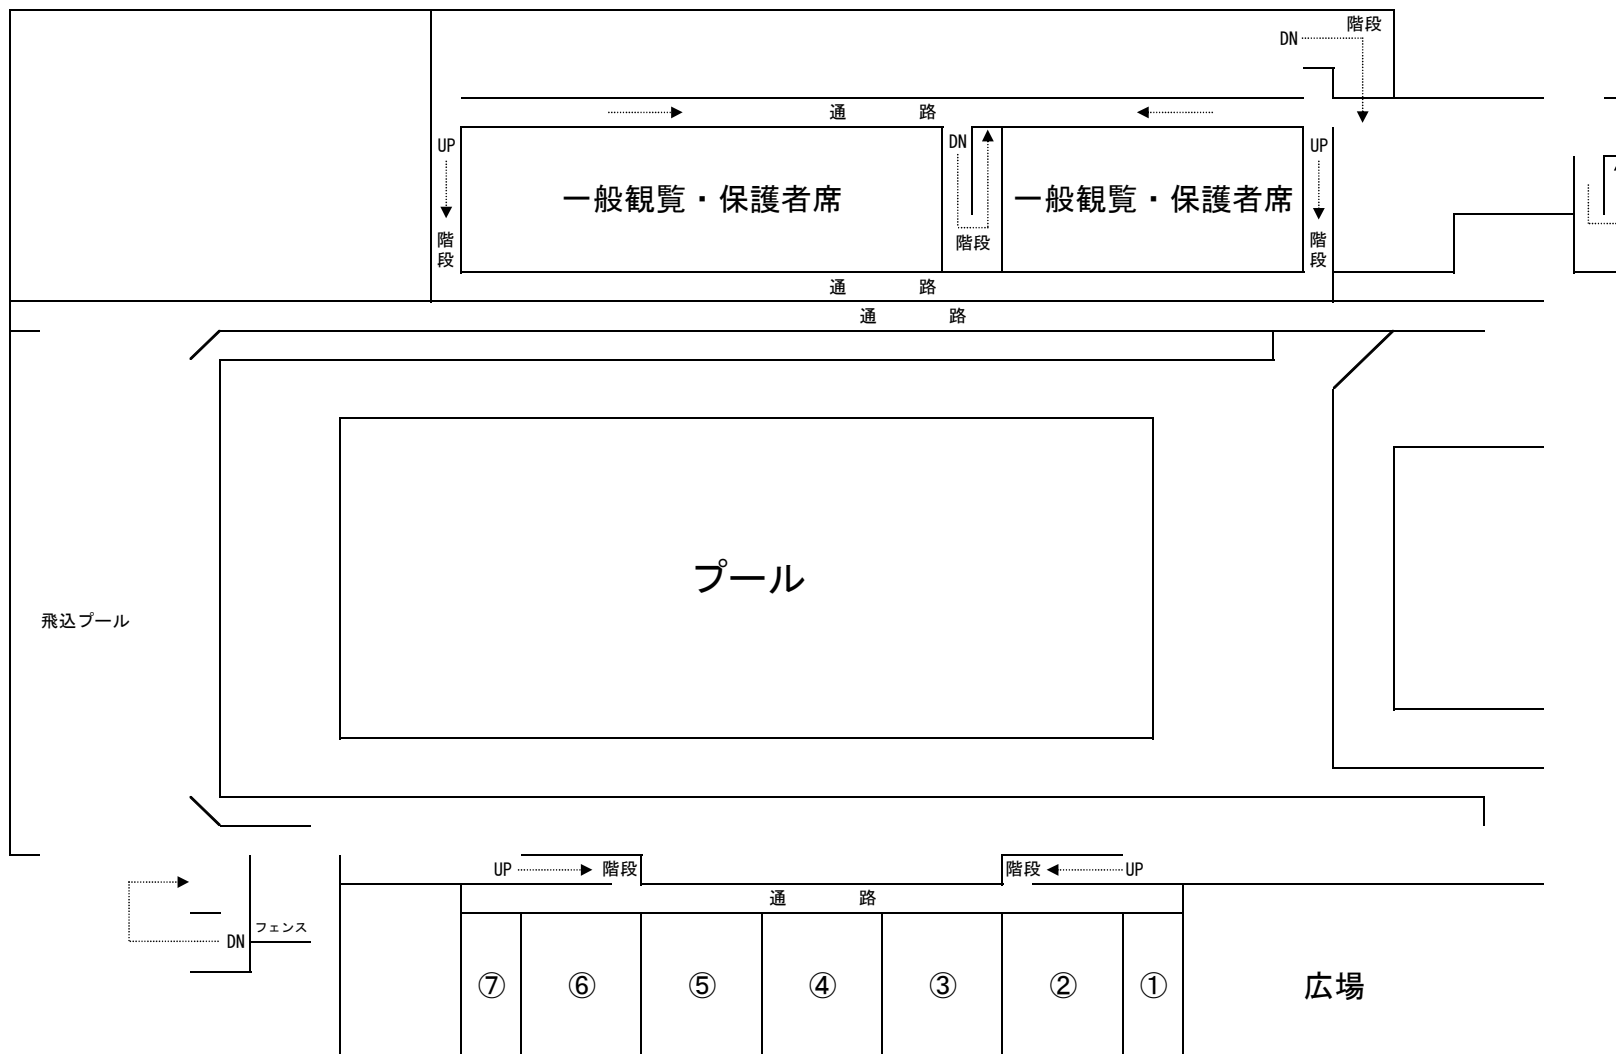 階段
DN
通 路
UP
DN
UP
一般観覧・保護者席
一般観覧・保護者席
階段
階段
階段
通 路
通 路
プール
飛込プール
UP
階段
階段
UP
通 路
フェンス
DN
⑦
⑥
⑤
④
③
②
①
広場